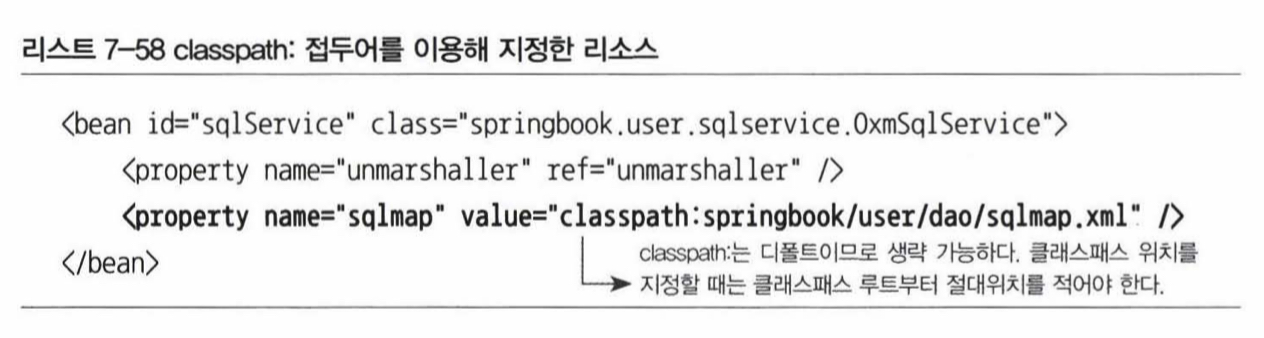 리스트 7-58 classpath: 접두어를 이용해 지정한 리소스
<bean id="sqlService" class="springbook.user.sqlservice.OxmSqlService">
<property name="unmarshaller" ref="unmarshaller" />
<property name="sqlmap" value="classpath:springbook/user/dao/sqlmap.xml" />
classpath:는 디폴트이므로 생략 가능하다. 클래스패스 위치를
</bean>
지정할 때는 클래스패스 루트부터 절대위치를 적어야 한다.